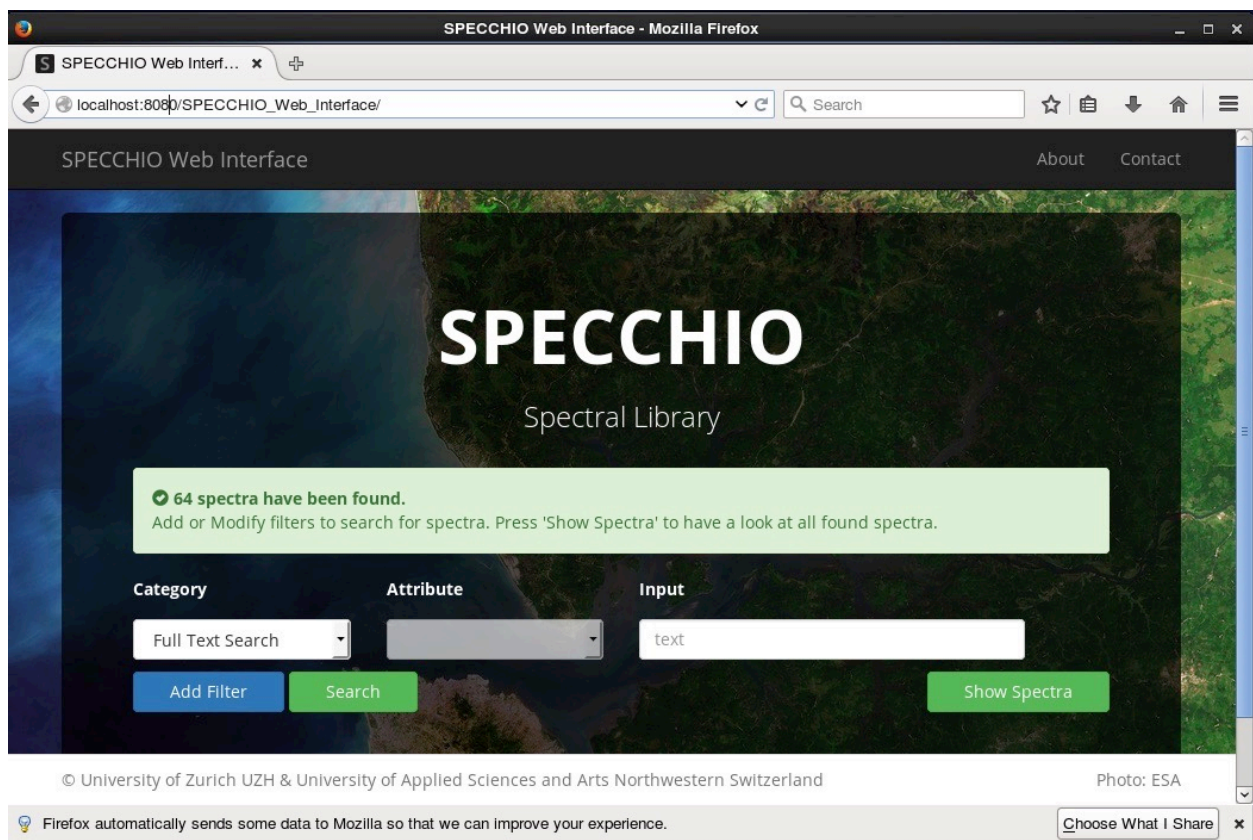 SPECCHIO Web Interface - Mozilla Firefox
S SPECCHIO Web Interf...
localhost:8080/SPECCHIO_Web_Interface/
Search
SPECCHIO Web Interface
About Contact
SPECCHIO
Spectral Library
64 spectra have been found.
Add or Modify filters to search for spectra. Press 'Show Spectra' to have a look at all found spectra.
Category Attribute Input
Full Text Search text
Add Filter Search Show Spectra
© University of Zurich UZH & University of Applied Sciences and Arts Northwestern Switzerland Photo: ESA
Firefox automatically sends some data to Mozilla so that we can improve your experience. Choose What I Share